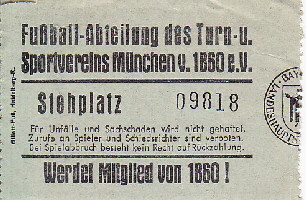 Fußball-Abteilung des Turn- u.
Sportvereins München v. 1860 e.V.
Stehplatz 09818
Für Unfälle und Sachschäden wird nicht gehaftet.
Zurufe an Spieler und Schiedsrichter sind verboten.
Bei Spielabbruch besteht kein Recht auf Rückzahlung.
Werdet Mitglied von 1860 !